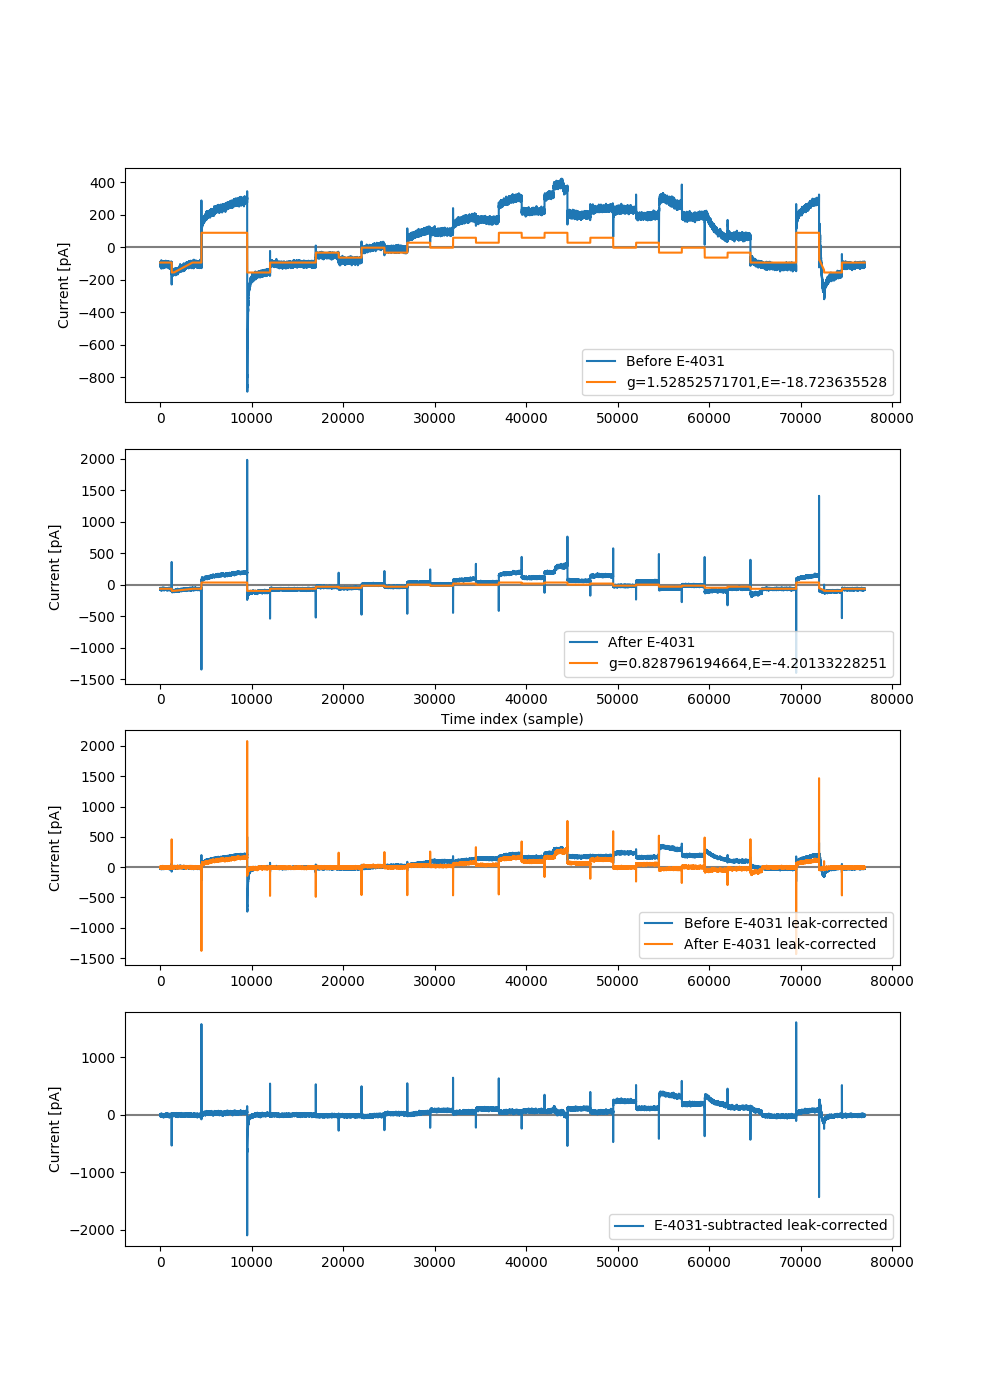 400
200
0
−200
−400
−600
−800
Current [pA]
Before E-4031
g=1.52852571701,E=-18.723635528
0 10000 20000 30000 40000 50000 60000 70000 80000
2000
1500
1000
500
0
−500
−1000
−1500
Current [pA]
After E-4031
g=0.828796194664,E=-4.20133228251
0 10000 20000 30000 40000 50000 60000 70000 80000
Time index (sample)
2000
1500
1000
500
0
−500
−1000
−1500
Current [pA]
Before E-4031 leak-corrected
After E-4031 leak-corrected
0 10000 20000 30000 40000 50000 60000 70000 80000
1000
0
−1000
−2000
Current [pA]
E-4031-subtracted leak-corrected
0 10000 20000 30000 40000 50000 60000 70000 80000